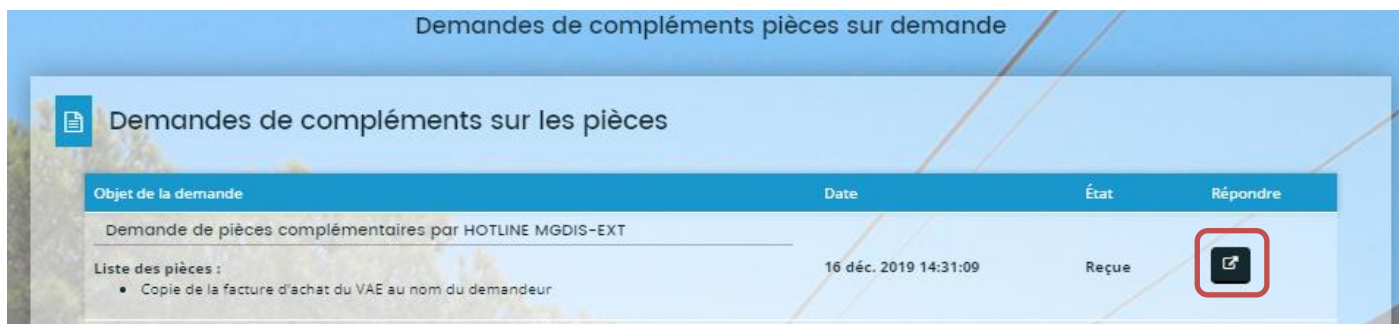 Demandes de compléments pièces sur demande
Demandes de compléments sur les pièces
Objet de la demande Date État Répondre
Demande de pièces complémentaires par HOTLINE MGDIS-EXT
Liste des pièces : 16 déc. 2019 14:31:09 Reçue
• Copie de la facture d'achat du VAE au nom du demandeur